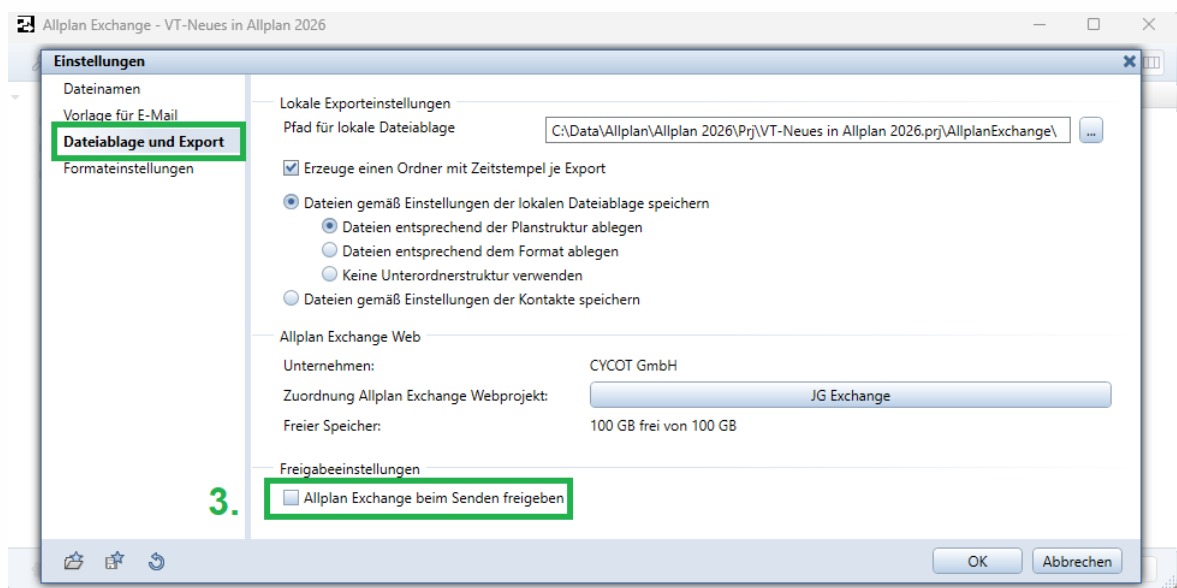 Allplan Exchange - VT-Neues in Allplan 2026
Einstellungen
Dateinamen
Vorlage für E-Mail
Dateiablage und Export
Formateinstellungen
Lokale Exporteinstellungen
Pfad für lokale Dateiablage
C:\Data\Allplan\Allplan 2026\Prj\VT-Neues in Allplan 2026.prj\AllplanExchange\
...
Erzeuge einen Ordner mit Zeitstempel je Export
Dateien gemäß Einstellungen der lokalen Dateiablage speichern
Dateien entsprechend der Planstruktur ablegen
Dateien entsprechend dem Format ablegen
Keine Unterordnerstruktur verwenden
Dateien gemäß Einstellungen der Kontakte speichern
Allplan Exchange Web
Unternehmen: CYCOT GmbH
Zuordnung Allplan Exchange Webprojekt: JG Exchange
Freier Speicher: 100 GB frei von 100 GB
Freigabeeinstellungen
3. Allplan Exchange beim Senden freigeben
OK Abbrechen